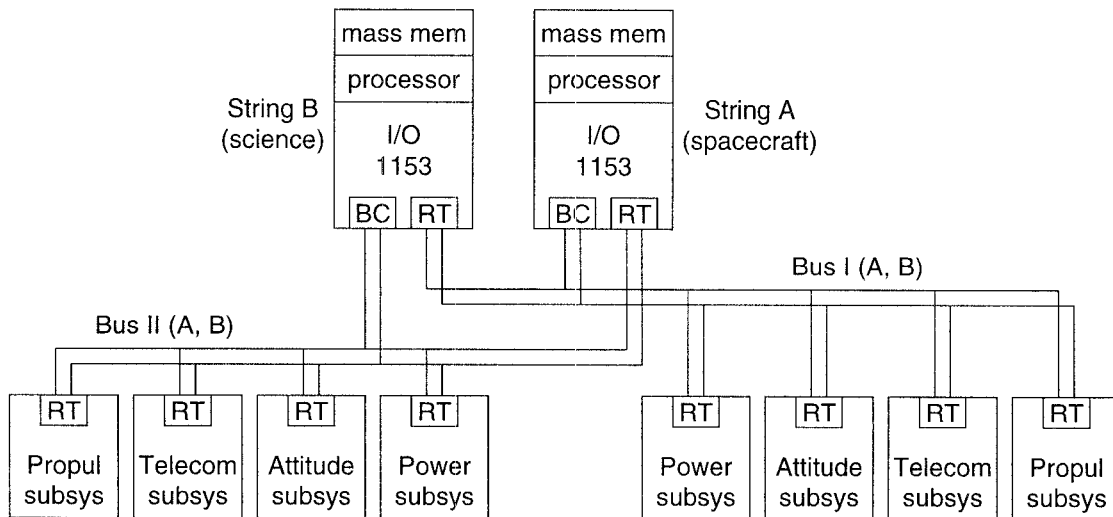 mass mem
processor
I/O
1153
BC RT
String B
(science)
mass mem
processor
I/O
1153
BC RT
String A
(spacecraft)
Bus I (A, B)
Bus II (A, B)
RT
Propul
subsys
RT
Telecom
subsys
RT
Attitude
subsys
RT
Power
subsys
RT
Power
subsys
RT
Attitude
subsys
RT
Telecom
subsys
RT
Propul
subsys